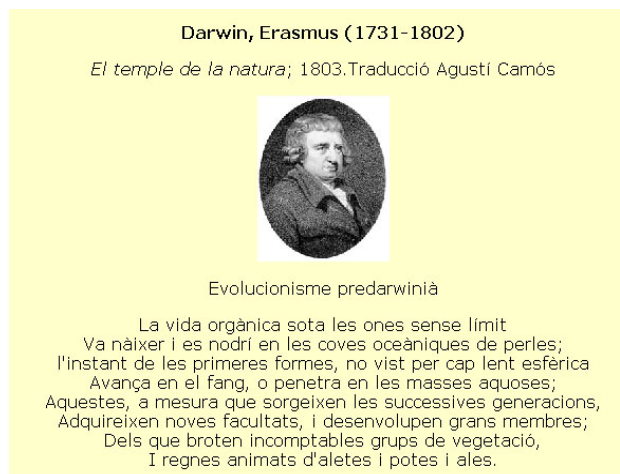 Darwin, Erasmus (1731-1802)
El temple de la natura; 1803.Traducció Agustí Camós
Evolucionisme predarwinià
La vida orgànica sota les ones sense límit
Va nàixer i es nodrí en les coves oceàniques de perles;
l'instant de les primeres formes, no vist per cap lent esfèrica
Avança en el fang, o penetra en les masses aquoses;
Aquestes, a mesura que sorgeixen les successives generacions,
Adquireixen noves facultats, i desenvolupen grans membres;
Dels que broten incomptables grups de vegetació,
I regnes animats d'aletes i potes i ales.